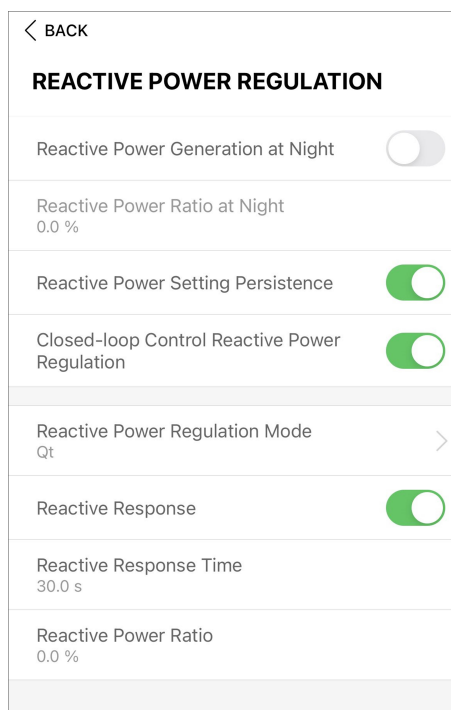 BACK
REACTIVE POWER REGULATION
Reactive Power Generation at Night
Reactive Power Ratio at Night
0.0 %
Reactive Power Setting Persistence
Closed-loop Control Reactive Power
Regulation
Reactive Power Regulation Mode
Qt
Reactive Response
Reactive Response Time
30.0 s
Reactive Power Ratio
0.0 %